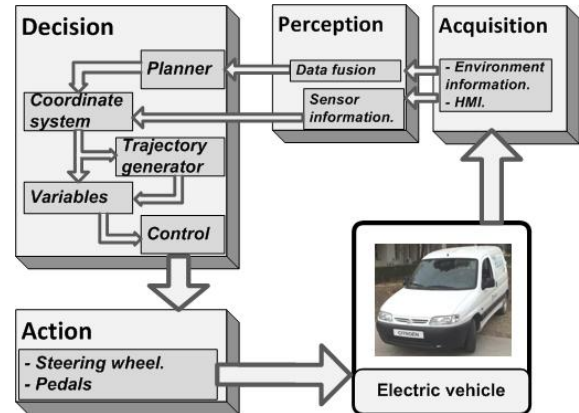 Decision
Planner
Coordinate
system
Trajectory
generator
Variables
Control
Perception
Data fusion
Sensor
information.
Acquisition
- Environment
information.
- HMI.
Action
- Steering wheel.
- Pedals
CITROËN
Electric vehicle